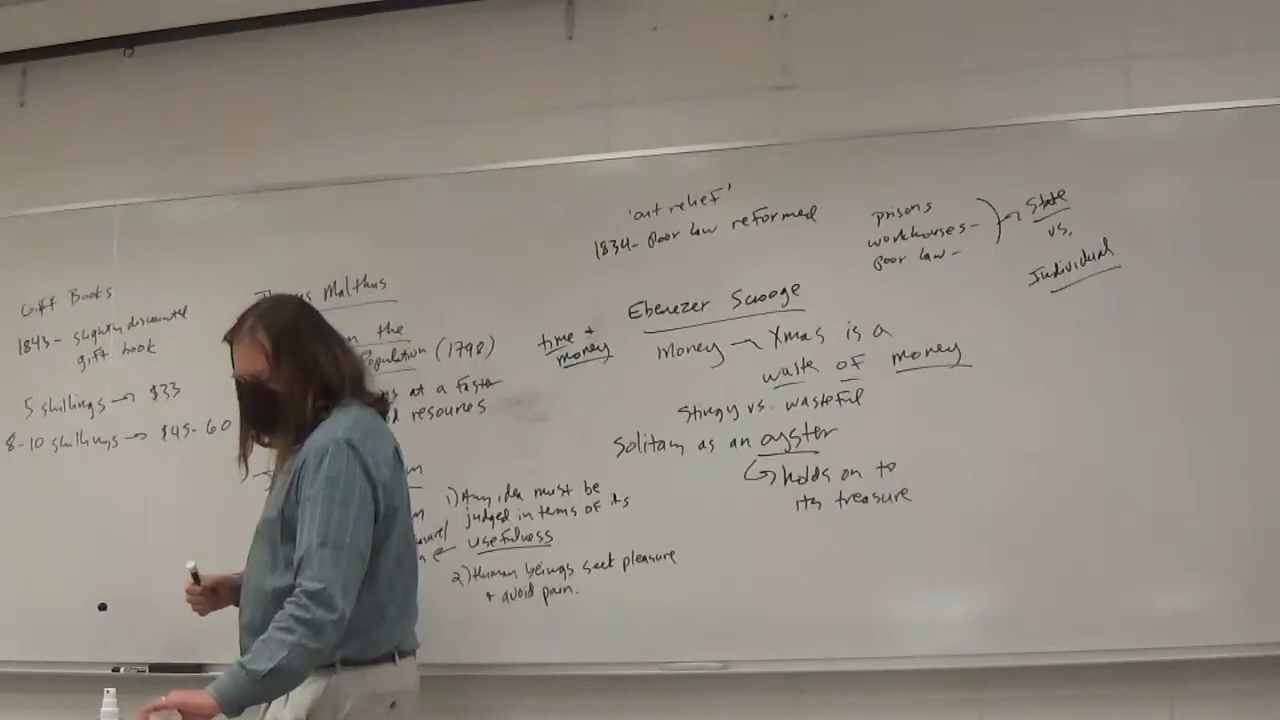 Gift Books
1843- slightly discounted
gift book
5 shillings → $33
8-10 shillings → $45-60
Malthus
the
Population (1798)
at a faster
resources
1) Any idea must be
judged in terms of its
usefulness
2) Human beings seek pleasure
+ avoid pain.
time +
money
'out relief'
1834- Poor Law reformed
prisons
workhouses-
Poor law-
State
vs.
Individual
Ebenezer Scrooge
Money → Xmas is a
waste of money
Stingy vs. wasteful
Solitary as an oyster
↳ holds on to
its treasure